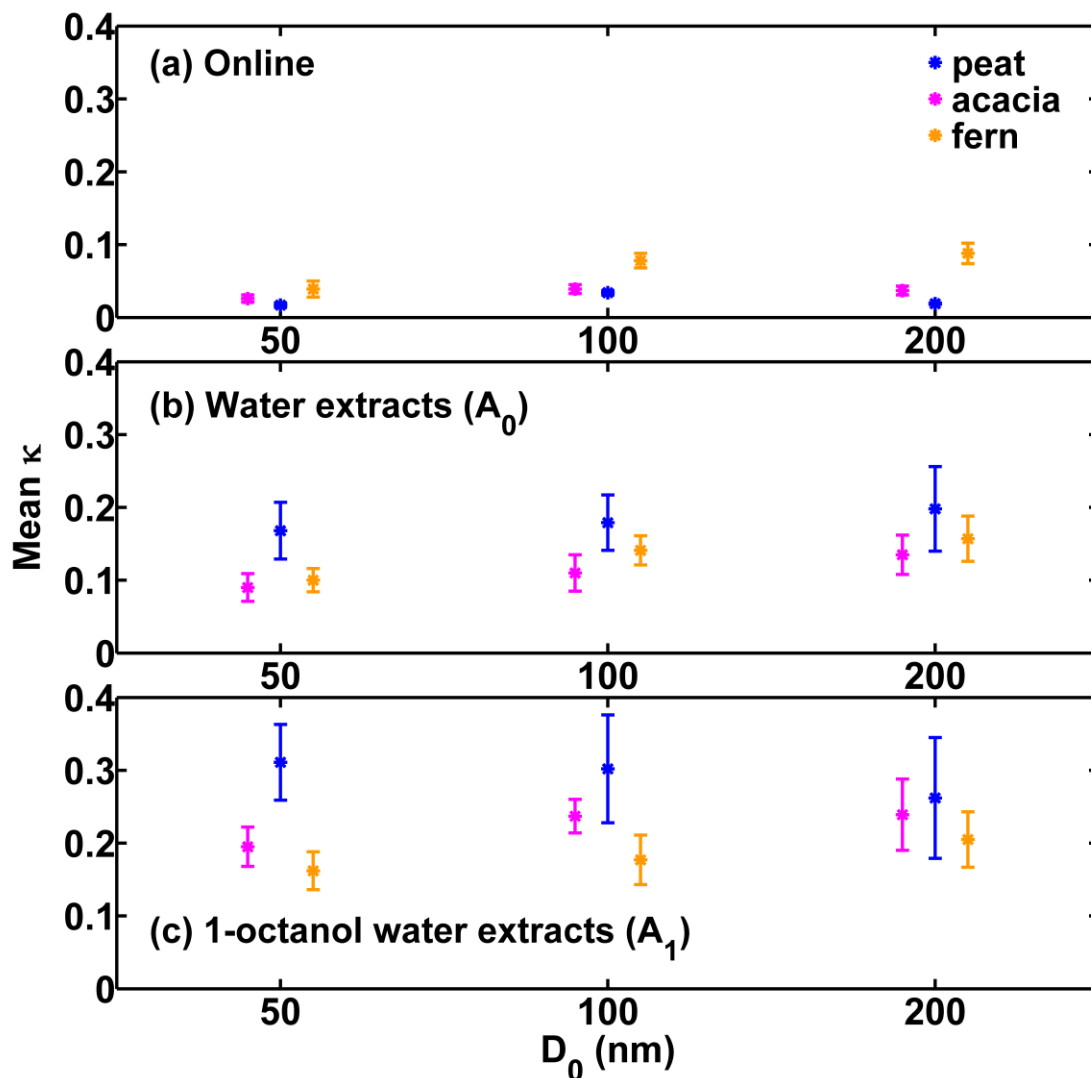 (a) Online
peat
acacia
fern
0.4
0.3
0.2
0.1
0
50 100 200
(b) Water extracts (A₀)
0.4
0.3
0.2
0.1
0
50 100 200
Mean κ
(c) 1-octanol water extracts (A₁)
0.4
0.3
0.2
0.1
0
50 100 200
D₀ (nm)